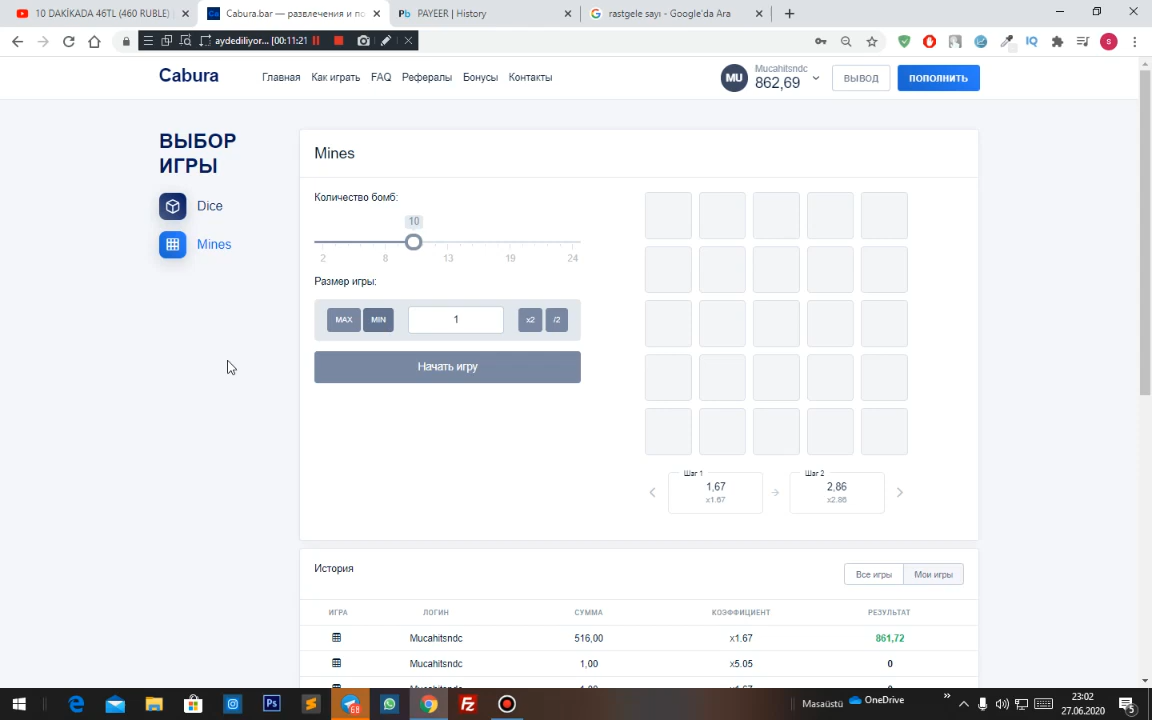 10 DAKİKADA 46TL (460 RUBLE)
Cabura.bar — развлечения и по
PAYEER | History
rastgele sayı - Google'da Ara
aydediliyor... [00:11:21
Cabura
Главная
Как играть
FAQ
Рефералы
Бонусы
Контакты
MU
Mucahitsndc
862,69
ВЫВОД
ПОПОЛНИТЬ
ВЫБОР
ИГРЫ
Dice
Mines
Mines
Количество бомб:
10
2 8 13 19 24
Размер игры:
MAX MIN 1 x2 /2
Начать игру
Шаг 1
1,67
x1.67
Шаг 2
2,86
x2.86
История
Все игры Мои игры
ИГРА ЛОГИН СУММА КОЭФФИЦИЕНТ РЕЗУЛЬТАТ
Mucahitsndc 516,00 x1.67 861,72
Mucahitsndc 1,00 x5.05 0
Masaüstü
OneDrive
23:02
27.06.2020